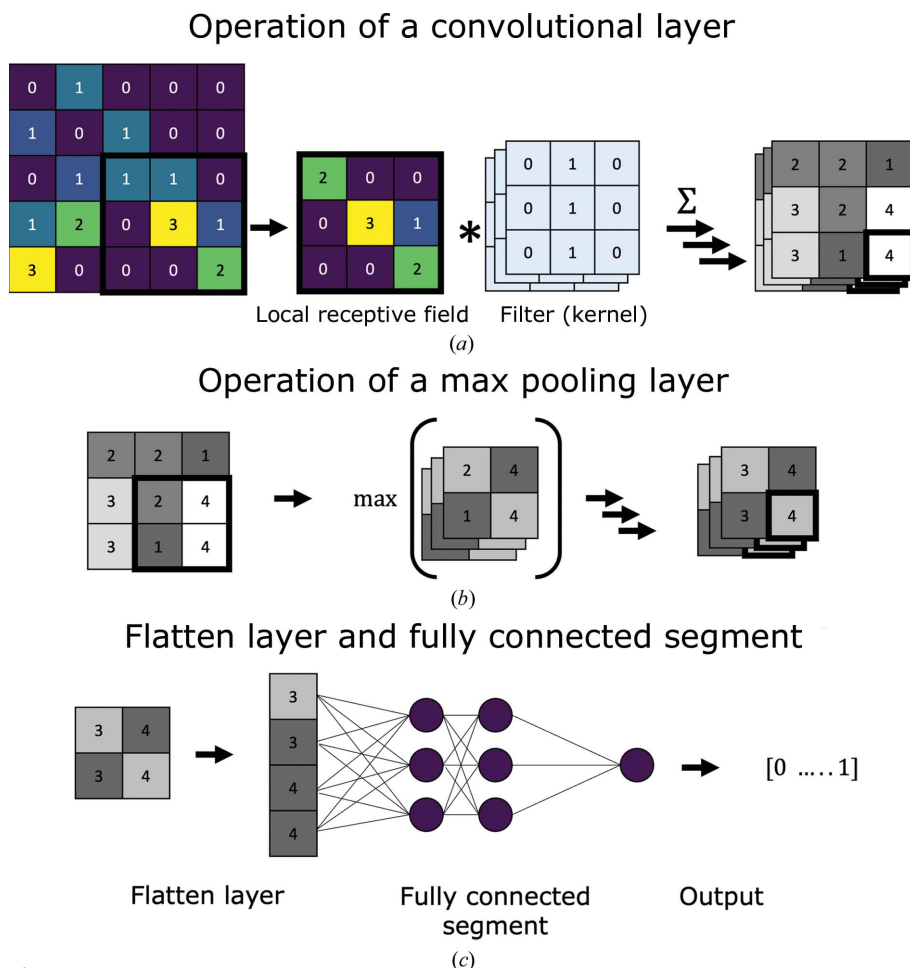 Operation of a convolutional layer
0 1 0 0 0
1 0 1 0 0
0 1 1 1 0
1 2 0 3 1
3 0 0 0 2
2 0 0
0 3 1
0 0 2
*
0 1 0
0 1 0
0 1 0
Σ
2 2 1
3 2 4
3 1 4
Local receptive field
Filter (kernel)
(a)
Operation of a max pooling layer
2 2 1
3 2 4
3 1 4
max
2 4
1 4
3 4
3 4
(b)
Flatten layer and fully connected segment
3 4
3 4
3
3
4
4
[0 ..... 1]
Flatten layer
Fully connected
segment
Output
(c)